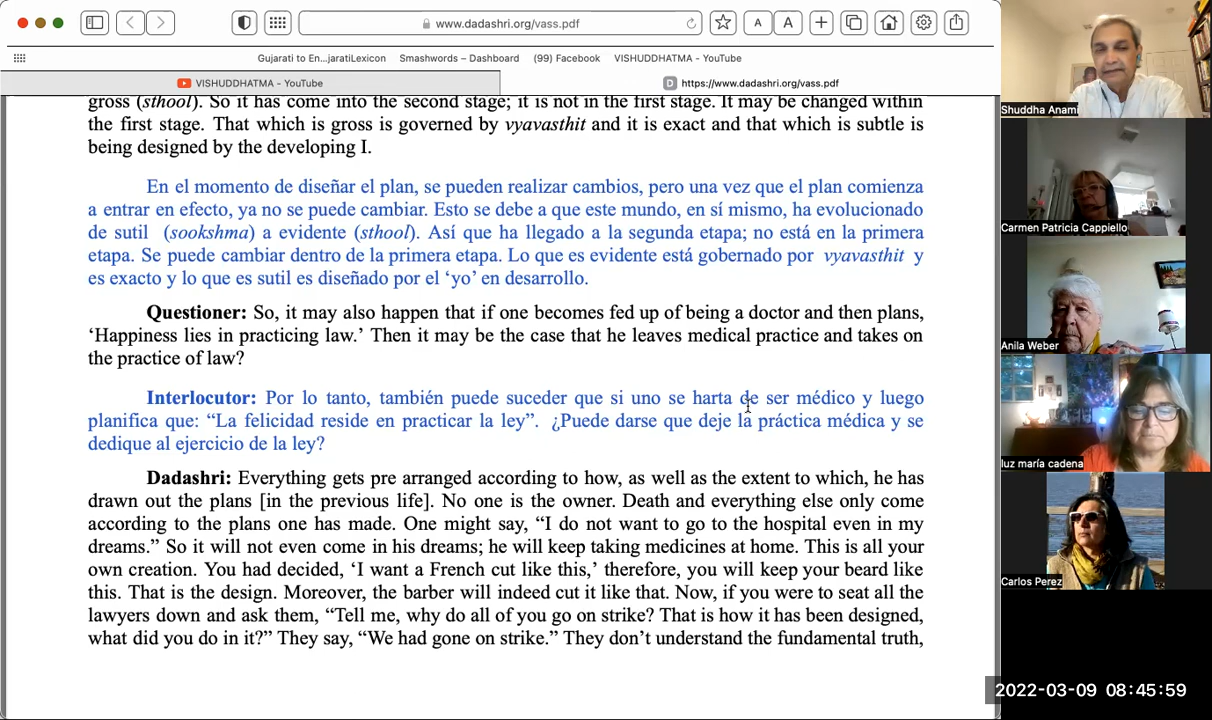 www.dadashri.org/vass.pdf
A
A
Gujarati to En...jaratiLexicon
Smashwords – Dashboard
(99) Facebook
VISHUDDHATMA - YouTube
VISHUDDHATMA - YouTube
D https://www.dadashri.org/vass.pdf
gross (sthool). So it has come into the second stage; it is not in the first stage. It may be changed within
the first stage. That which is gross is governed by vyavasthit and it is exact and that which is subtle is
being designed by the developing I.
En el momento de diseñar el plan, se pueden realizar cambios, pero una vez que el plan comienza
a entrar en efecto, ya no se puede cambiar. Esto se debe a que este mundo, en sí mismo, ha evolucionado
de sutil (sookshma) a evidente (sthool). Así que ha llegado a la segunda etapa; no está en la primera
etapa. Se puede cambiar dentro de la primera etapa. Lo que es evidente está gobernado por vyavasthit y
es exacto y lo que es sutil es diseñado por el ‘yo’ en desarrollo.
Questioner: So, it may also happen that if one becomes fed up of being a doctor and then plans,
‘Happiness lies in practicing law.’ Then it may be the case that he leaves medical practice and takes on
the practice of law?
Interlocutor: Por lo tanto, también puede suceder que si uno se harta de ser médico y luego
planifica que: “La felicidad reside en practicar la ley”. ¿Puede darse que deje la práctica médica y se
dedique al ejercicio de la ley?
Dadashri: Everything gets pre arranged according to how, as well as the extent to which, he has
drawn out the plans [in the previous life]. No one is the owner. Death and everything else only come
according to the plans one has made. One might say, “I do not want to go to the hospital even in my
dreams.” So it will not even come in his dreams; he will keep taking medicines at home. This is all your
own creation. You had decided, ‘I want a French cut like this,’ therefore, you will keep your beard like
this. That is the design. Moreover, the barber will indeed cut it like that. Now, if you were to seat all the
lawyers down and ask them, “Tell me, why do all of you go on strike? That is how it has been designed,
what did you do in it?” They say, “We had gone on strike.” They don’t understand the fundamental truth,
Shuddha Anami
Carmen Patricia Cappiello
Anila Weber
luz maría cadena
Carlos Perez
2022-03-09 08:45:59